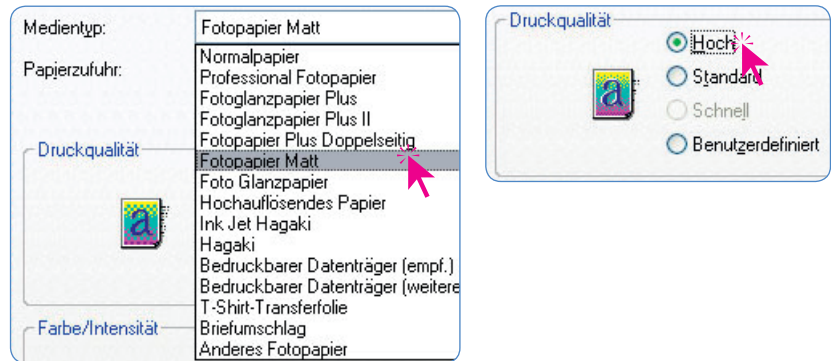 Medientyp:
Fotopapier Matt
Normalpapier
Professional Fotopapier
Fotoglanzpapier Plus
Fotoglanzpapier Plus II
Fotopapier Plus Doppelseitig
Fotopapier Matt
Foto Glanzpapier
Hochauflösendes Papier
Ink Jet Hagaki
Hagaki
Bedruckbarer Datenträger (empf.)
Bedruckbarer Datenträger (weitere
T-Shirt-Transferfolie
Briefumschlag
Anderes Fotopapier
Papierzufuhr:
Druckqualität
a
Farbe/Intensität
Druckqualität
a
Hoch
Standard
Schnell
Benutzerdefiniert